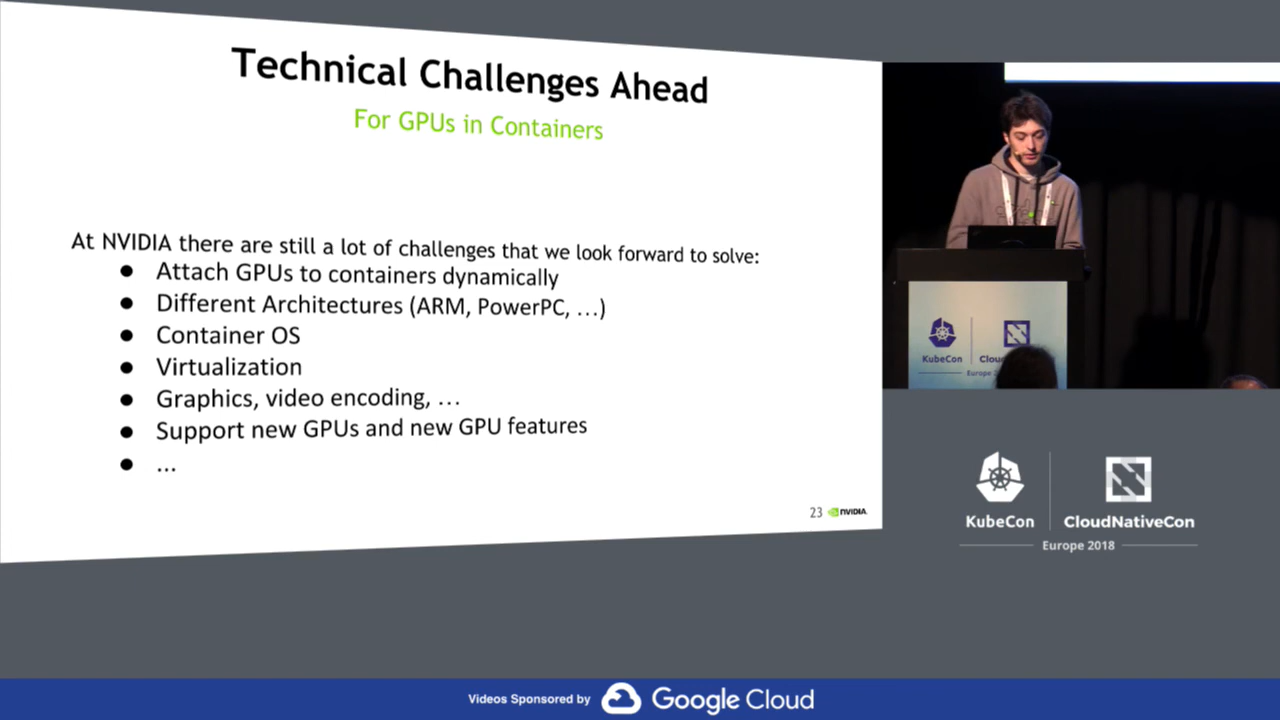 Technical Challenges Ahead
For GPUs in Containers
At NVIDIA there are still a lot of challenges that we look forward to solve:
● Attach GPUs to containers dynamically
● Different Architectures (ARM, PowerPC, …)
● Container OS
● Virtualization
● Graphics, video encoding, …
● Support new GPUs and new GPU features
● ...
23 NVIDIA
KubeCon
Europe
KubeCon CloudNativeCon
Europe 2018
Videos Sponsored by Google Cloud